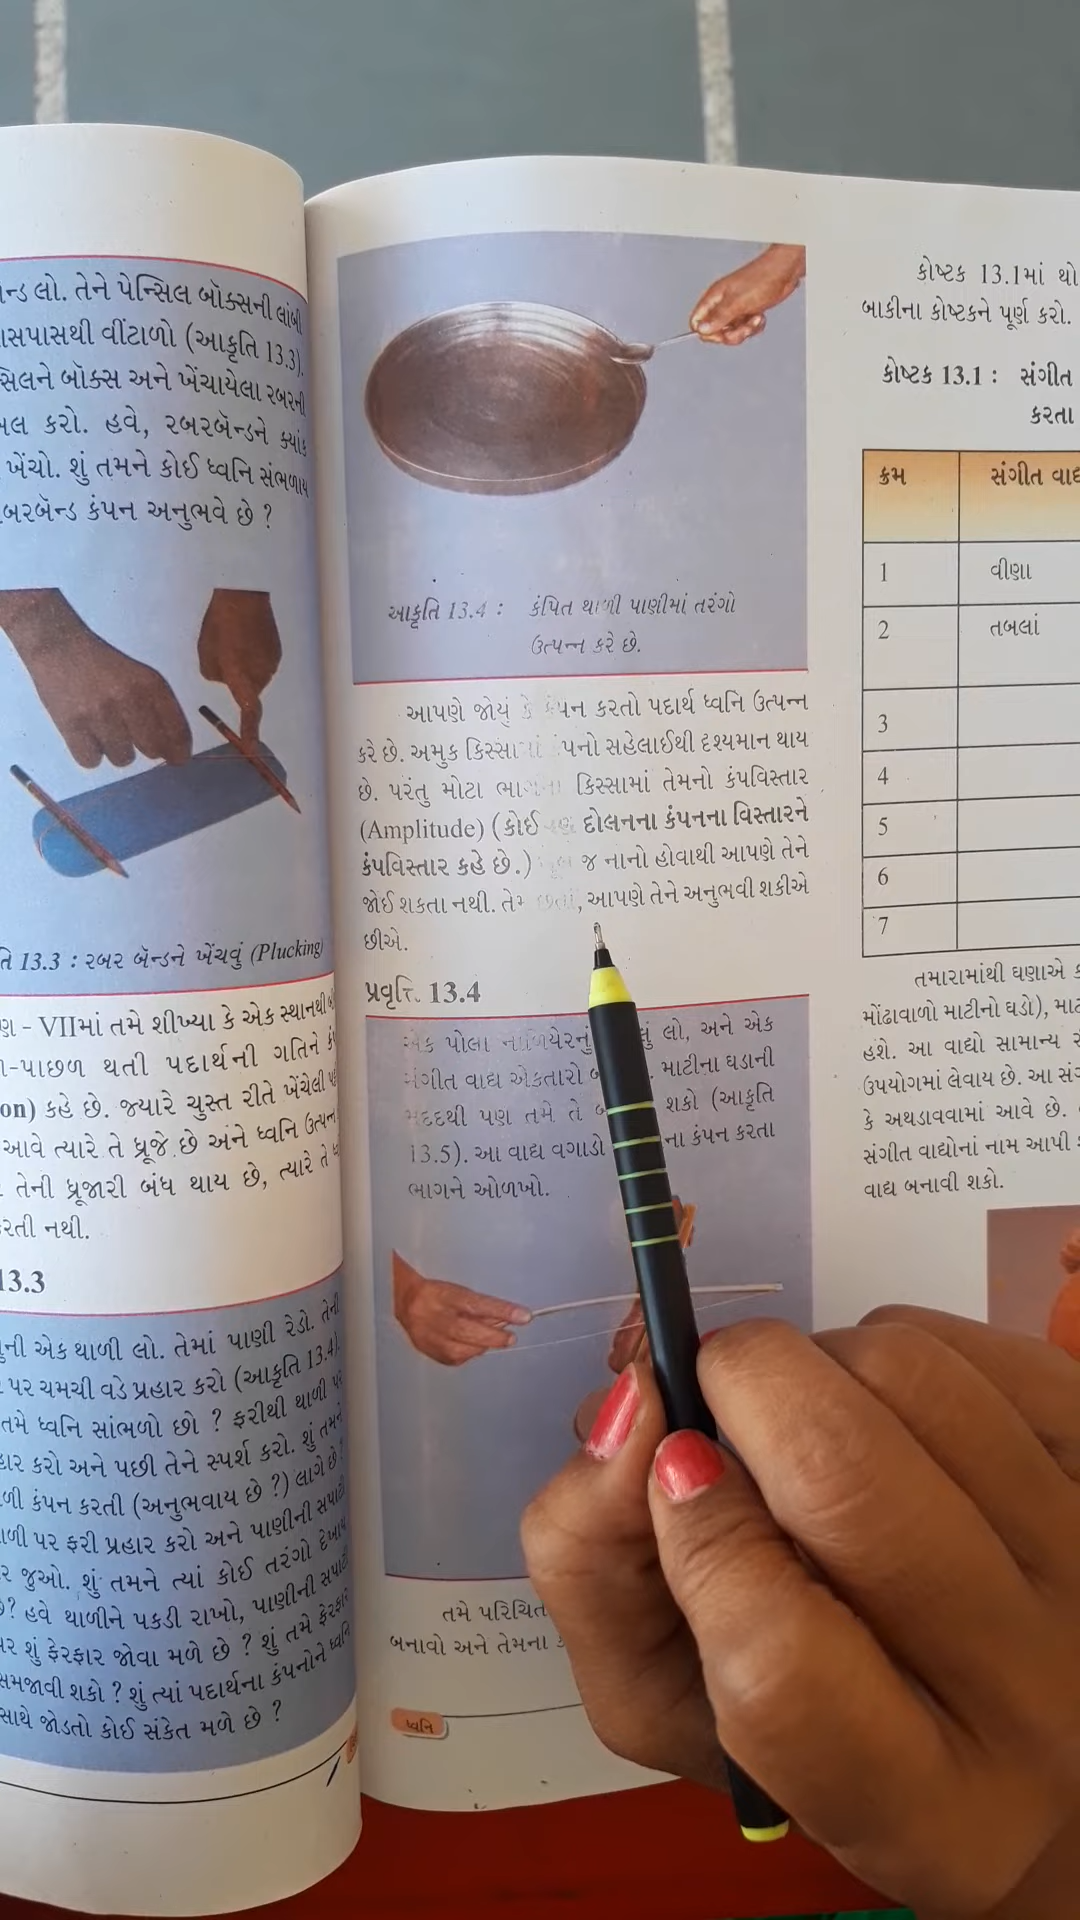 ન્ડ લો. તેને પેન્સિલ બૉક્સની લાંબી
સપાસથી વીંટાળો (આકૃતિ 13.3).
સિલને બૉક્સ અને ખેંચાયેલા રબરની
કરો. હવે, રબરબૅન્ડને ક્યાંક
ખેંચો. શું તમને કોઈ ધ્વનિ સંભળાય
બરબૅન્ડ કંપન અનુભવે છે ?
તિ 13.3 : રબર બૅન્ડને ખેંચવું (Plucking)
ણ - VIIમાં તમે શીખ્યા કે એક સ્થાનથી
-પાછળ થતી પદાર્થની ગતિને
on) કહે છે. જ્યારે ચુસ્ત રીતે ખેંચેલી
આવે ત્યારે તે ધ્રૂજે છે અને ધ્વનિ ઉત્પન્ન
તેની ધ્રૂજારી બંધ થાય છે, ત્યારે તે
રતી નથી.
13.3
ની એક થાળી લો. તેમાં પાણી રેડો. તેની
પર ચમચી વડે પ્રહાર કરો (આકૃતિ 13.4).
તમે ધ્વનિ સાંભળો છો ? ફરીથી થાળી પર
હાર કરો અને પછી તેને સ્પર્શ કરો. શું તમને
ળી કંપન કરતી (અનુભવાય છે ?) લાગે છે ?
ળી પર ફરી પ્રહાર કરો અને પાણીની સપાટી
ર જુઓ. શું તમને ત્યાં કોઈ તરંગો દેખાય
છે? હવે થાળીને પકડી રાખો, પાણીની સપાટી
પર શું ફેરફાર જોવા મળે છે ? શું તમે ફેરફાર
સમજાવી શકો ? શું ત્યાં પદાર્થના કંપનોને ધ્વનિ
સાથે જોડતો કોઈ સંકેત મળે છે ?
આકૃતિ 13.4 : કંપિત થાળી પાણીમાં તરંગો
ઉત્પન્ન કરે છે.
આપણે જોયું કે કંપન કરતો પદાર્થ ધ્વનિ ઉત્પન્ન
કરે છે. અમુક કિસ્સામાં કંપનો સહેલાઈથી દૃશ્યમાન થાય
છે. પરંતુ મોટા ભાગના કિસ્સામાં તેમનો કંપવિસ્તાર
(Amplitude) (કોઈ પણ દોલનના કંપનના વિસ્તારને
કંપવિસ્તાર કહે છે.) ખૂબ જ નાનો હોવાથી આપણે તેને
જોઈ શકતા નથી. તેમ છતાં, આપણે તેને અનુભવી શકીએ
છીએ.
પ્રવૃત્તિ 13.4
એક પોલા નાળિયેરનું લો, અને એક
સંગીત વાદ્ય એકતારો માટીના ઘડાની
મદદથી પણ તમે તે શકો (આકૃતિ
13.5). આ વાદ્ય વગાડો ના કંપન કરતા
ભાગને ઓળખો.
તમે પરિચિત
બનાવો અને તેમના
ધ્વનિ
કોષ્ટક 13.1માં થો
બાકીના કોષ્ટકને પૂર્ણ કરો.
કોષ્ટક 13.1 : સંગીત
કરતા
ક્રમ સંગીત વાદ્ય
1 વીણા
2 તબલાં
3
4
5
6
7
તમારામાંથી ઘણાએ
મોંઢાવાળો માટીનો ઘડો), માટ
હશે. આ વાદ્યો સામાન્ય
ઉપયોગમાં લેવાય છે. આ સં
કે અથડાવવામાં આવે છે.
સંગીત વાદ્યોનાં નામ આપી
વાદ્ય બનાવી શકો.